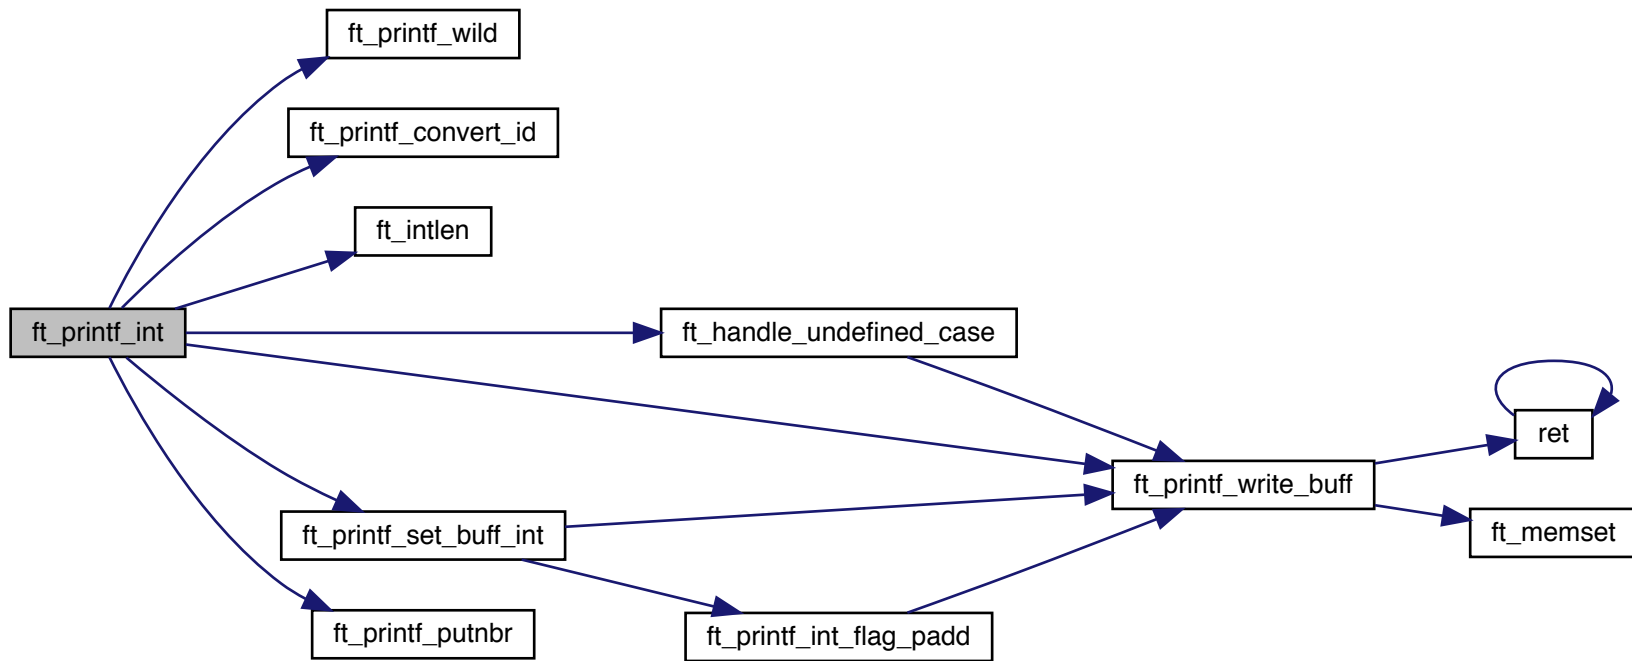 ft_printf_wild
ft_printf_convert_id
ft_intlen
ft_printf_int
ft_handle_undefined_case
ret
ft_printf_write_buff
ft_printf_set_buff_int
ft_memset
ft_printf_putnbr
ft_printf_int_flag_padd